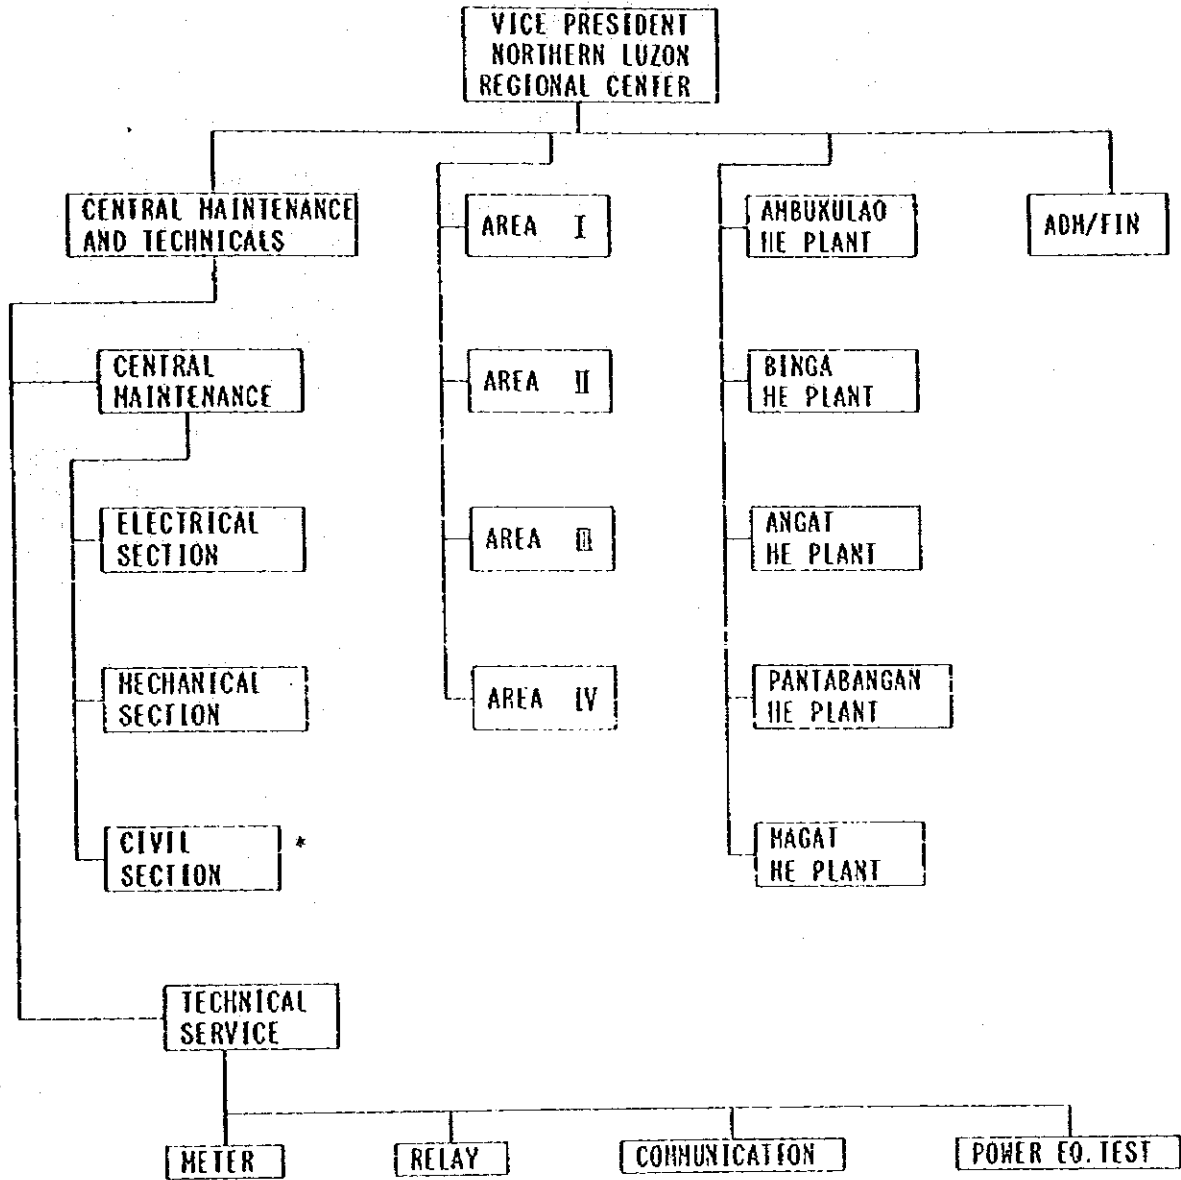 VICE PRESIDENT
NORTHERN LUZON
REGIONAL CENTER
CENTRAL MAINTENANCE
AND TECHNICALS
AREA I
AMBUKULAO
HE PLANT
ADM/FIN
CENTRAL
MAINTENANCE
AREA II
BINGA
HE PLANT
ELECTRICAL
SECTION
AREA III
ANGAT
HE PLANT
MECHANICAL
SECTION
AREA IV
PANTABANGAN
HE PLANT
CIVIL *
SECTION
MAGAT
HE PLANT
TECHNICAL
SERVICE
METER
RELAY
COMMUNICATION
POWER EQ. TEST